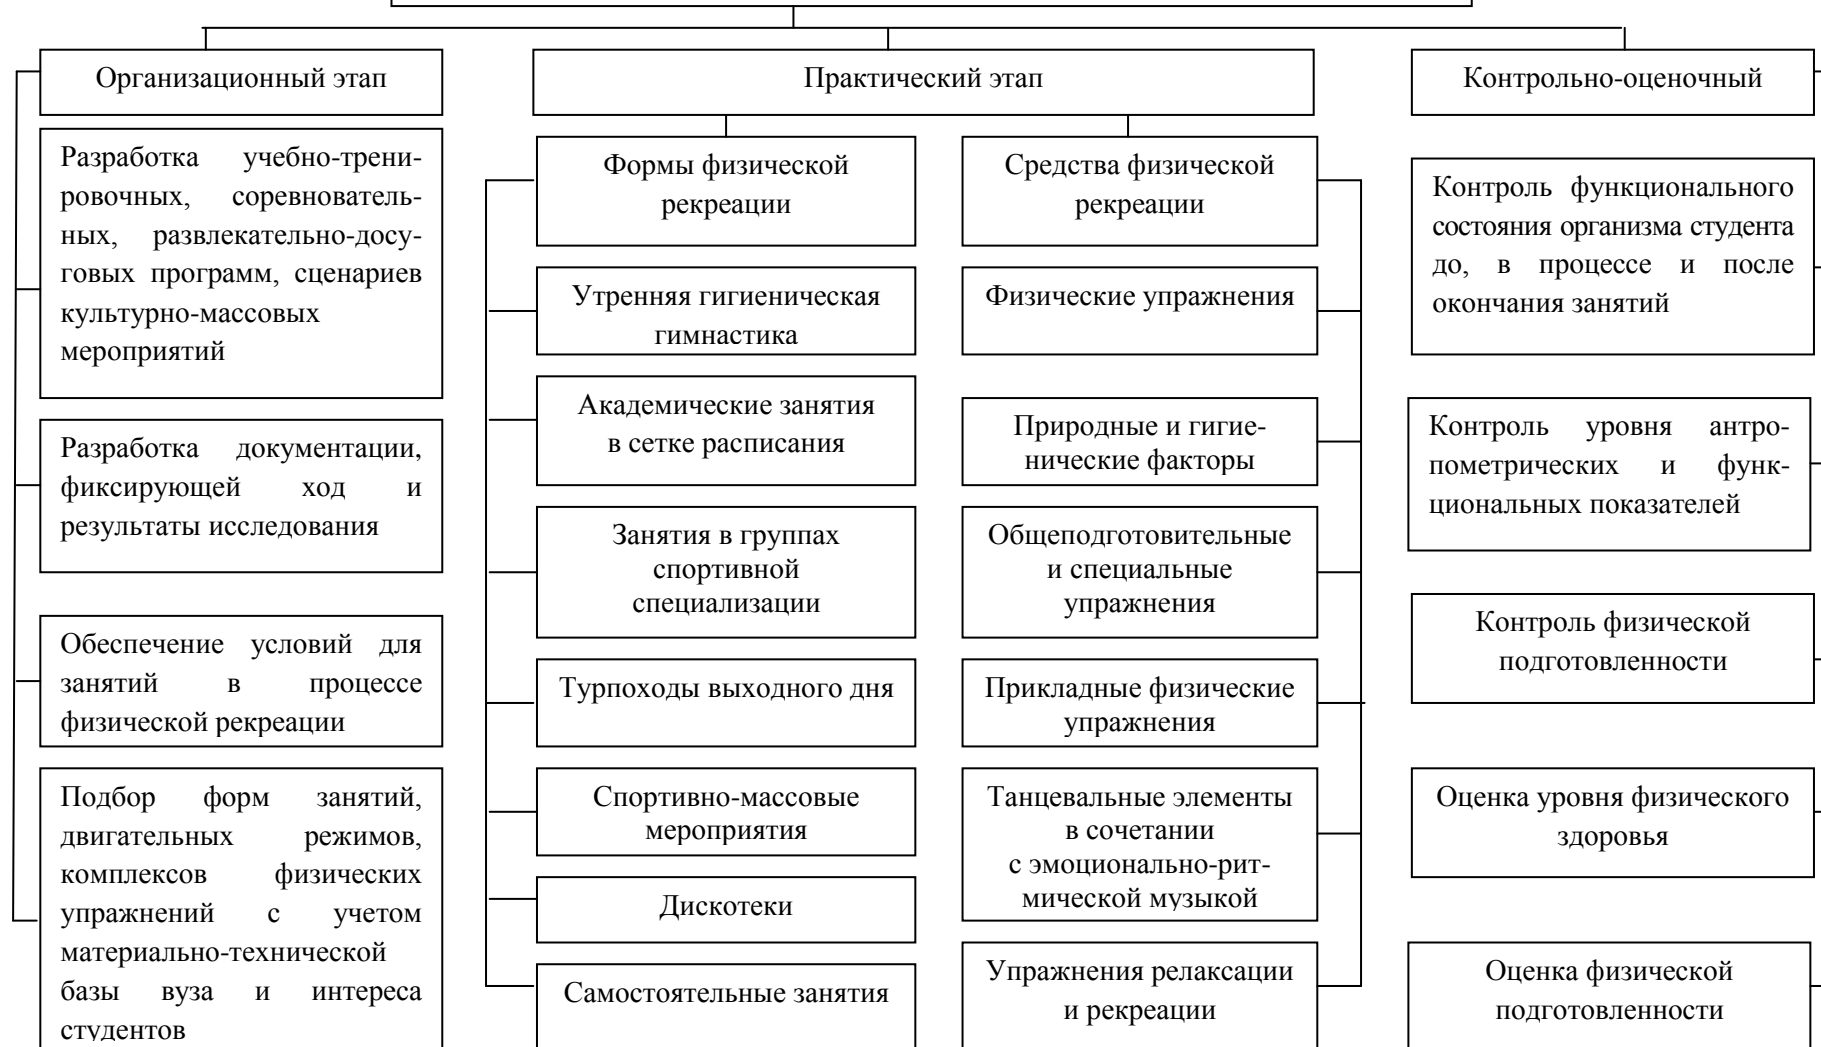 Организационный этап
Практический этап
Контрольно-оценочный
Разработка учебно-трени-
ровочных, соревнователь-
ных, развлекательно-досу-
говых программ, сценариев
культурно-массовых
мероприятий
Разработка документации,
фиксирующей ход и
результаты исследования
Обеспечение условий для
занятий в процессе
физической рекреации
Подбор форм занятий,
двигательных режимов,
комплексов физических
упражнений с учетом
материально-технической
базы вуза и интереса
студентов
Формы физической
рекреации
Утренняя гигиеническая
гимнастика
Академические занятия
в сетке расписания
Занятия в группах
спортивной
специализации
Турпоходы выходного дня
Спортивно-массовые
мероприятия
Дискотеки
Самостоятельные занятия
Средства физической
рекреации
Физические упражнения
Природные и гигие-
нические факторы
Общеподготовительные
и специальные
упражнения
Прикладные физические
упражнения
Танцевальные элементы
в сочетании
с эмоционально-рит-
мической музыкой
Упражнения релаксации
и рекреации
Контроль функционального
состояния организма студента
до, в процессе и после
окончания занятий
Контроль уровня антро-
пометрических и функ-
циональных показателей
Контроль физической
подготовленности
Оценка уровня физического
здоровья
Оценка физической
подготовленности